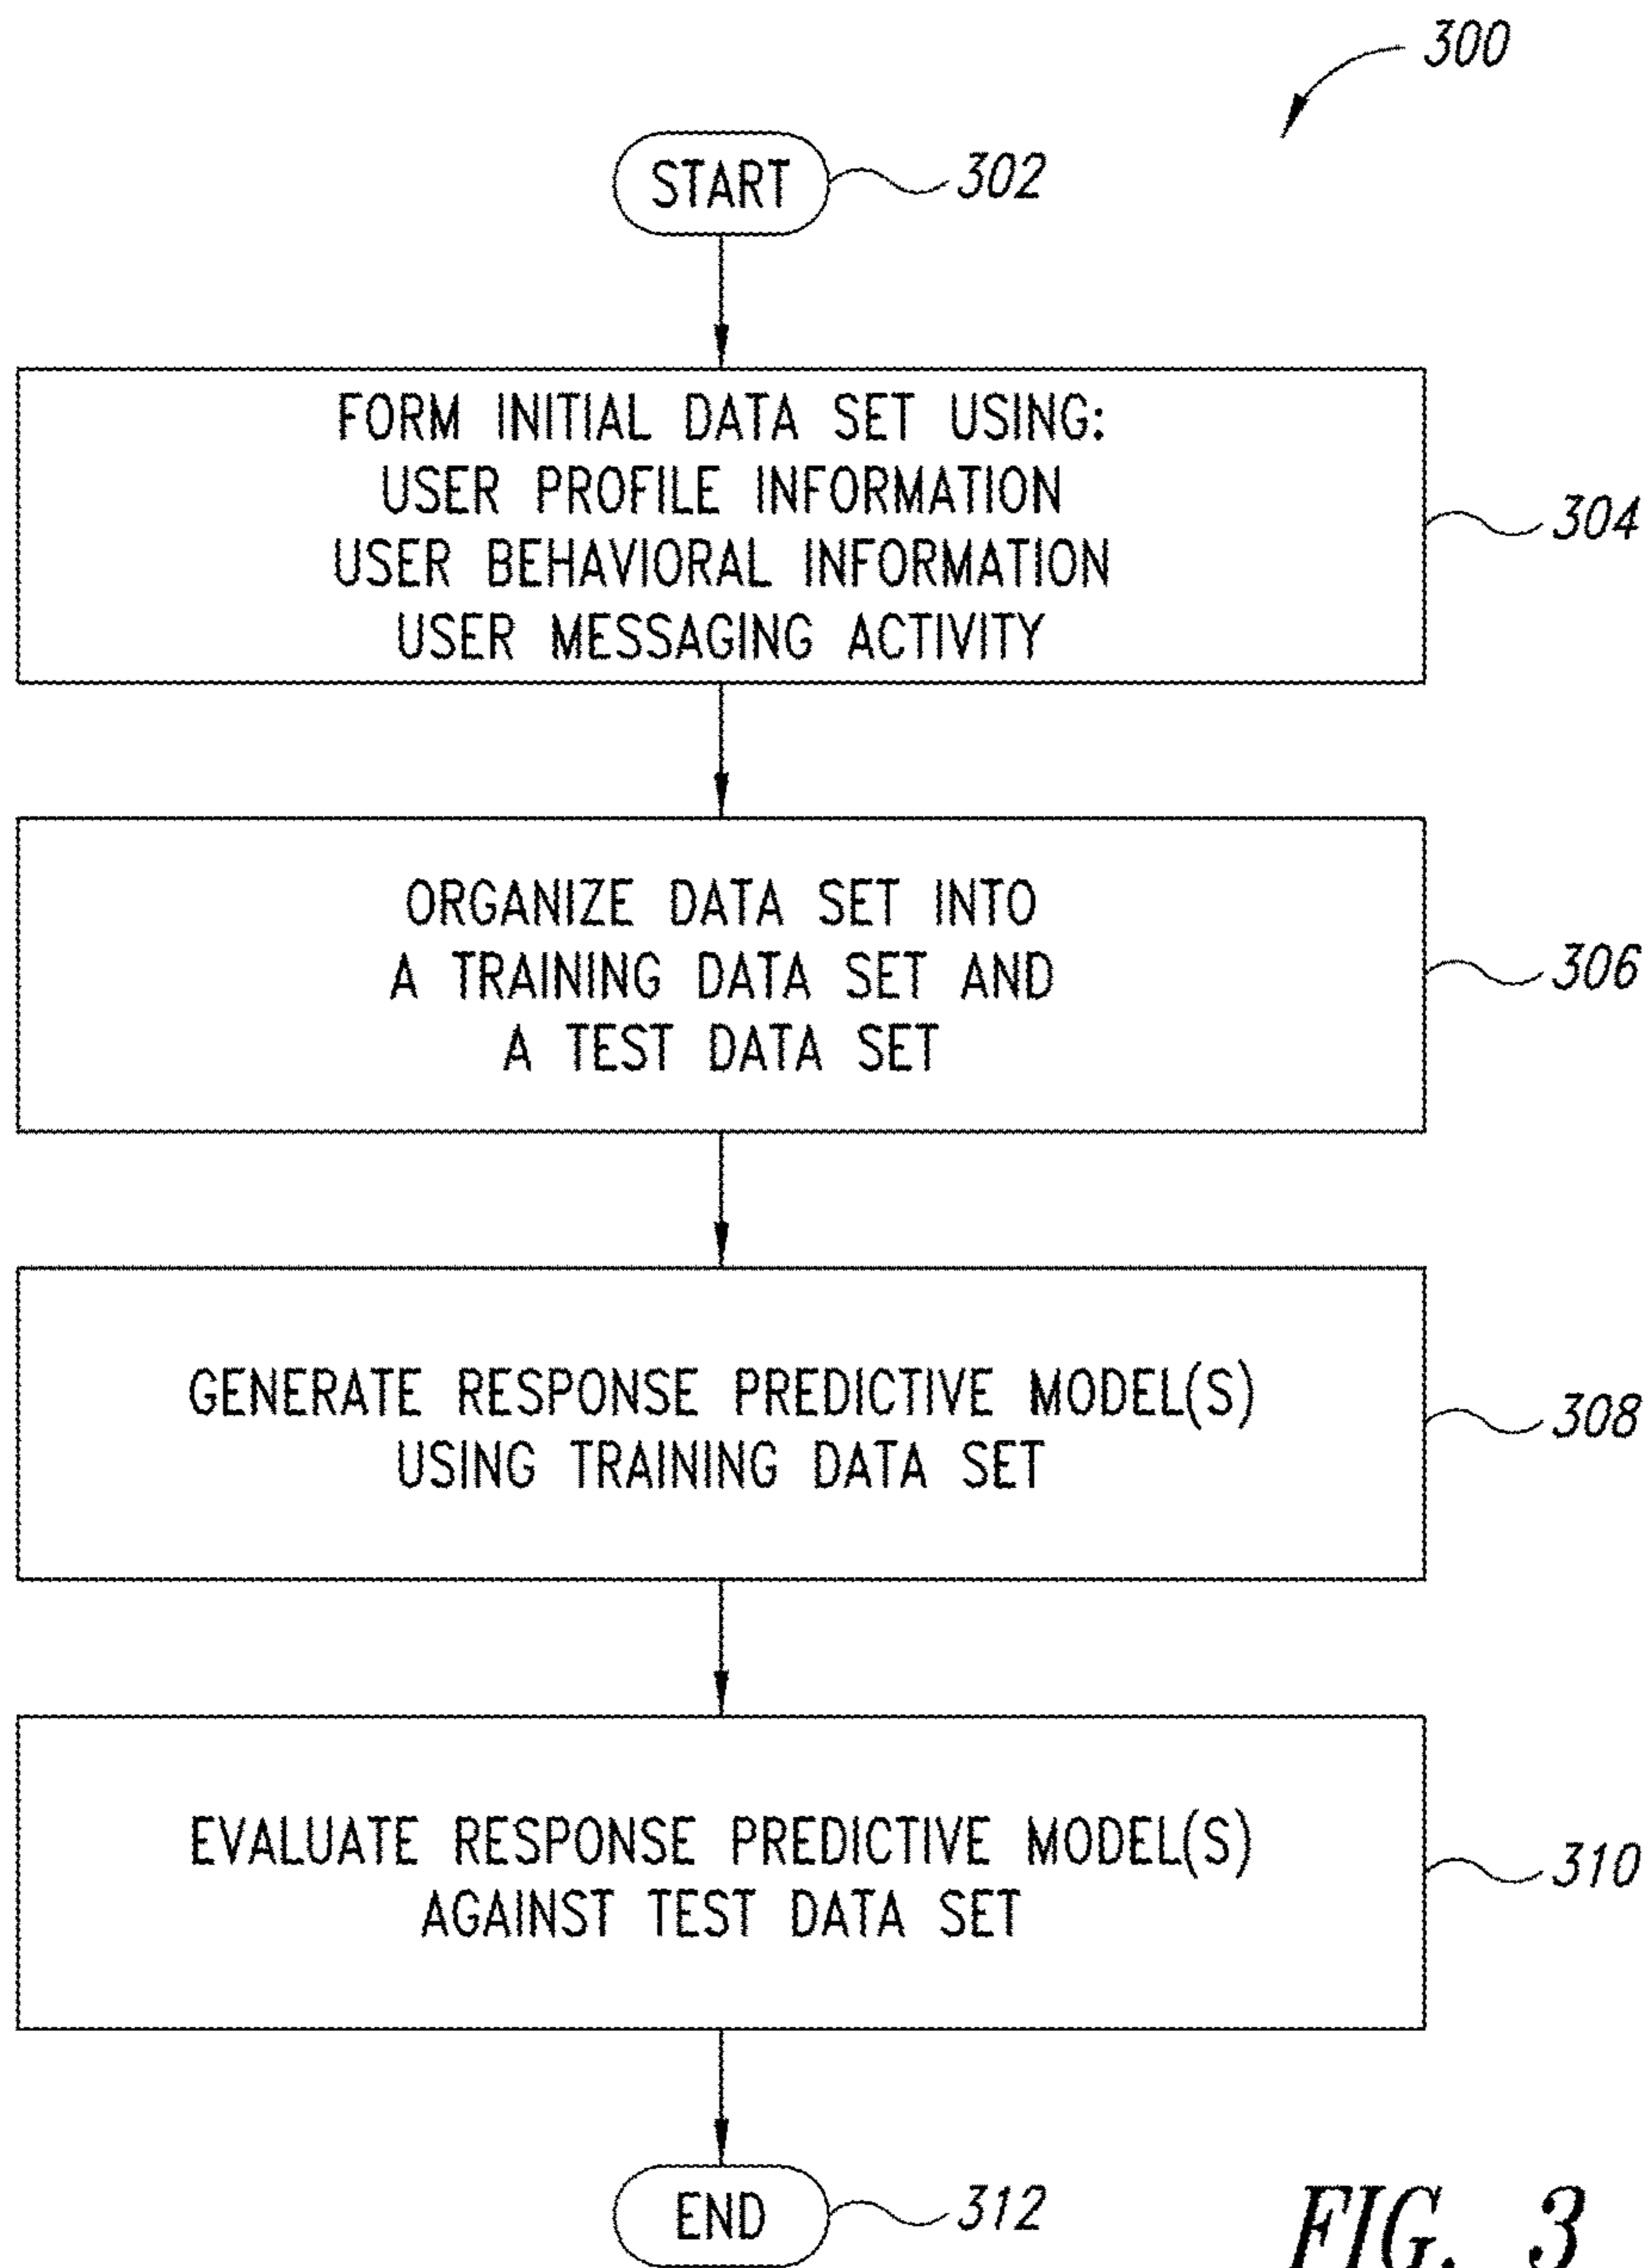 300
START
302
FORM INITIAL DATA SET USING:
USER PROFILE INFORMATION
USER BEHAVIORAL INFORMATION
USER MESSAGING ACTIVITY
304
ORGANIZE DATA SET INTO
A TRAINING DATA SET AND
A TEST DATA SET
306
GENERATE RESPONSE PREDICTIVE MODEL(S)
USING TRAINING DATA SET
308
EVALUATE RESPONSE PREDICTIVE MODEL(S)
AGAINST TEST DATA SET
310
END
312
FIG. 3